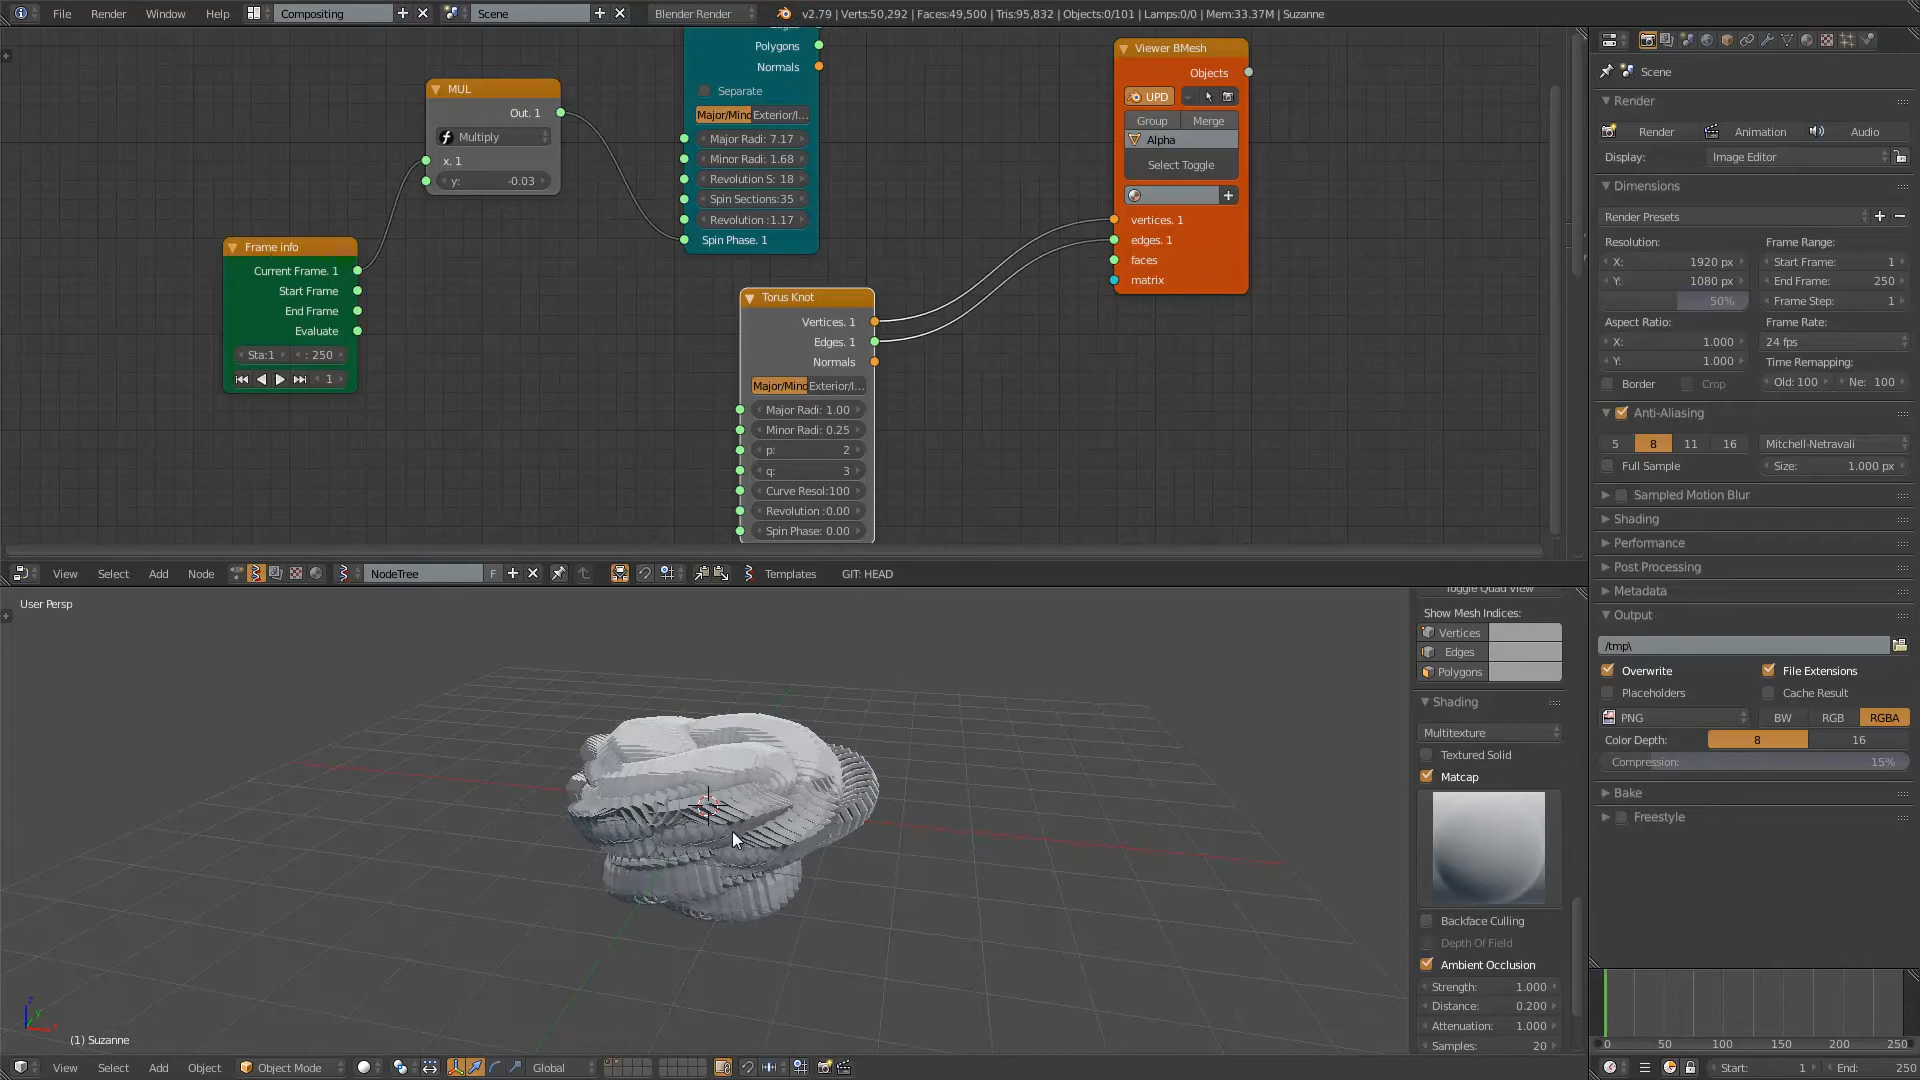 File Render Window Help Compositing Scene Blender Render v2.79 | Verts:50,292 | Faces:49,500 | Tris:95,832 | Objects:0/101 | Lamps:0/0 | Mem:33.37M | Suzanne
Polygons
Normals
Separate
Major/Minc Exterior/I...
Major Radi: 7.17
Minor Radi: 1.68
Revolution S: 18
Spin Sections:35
Revolution :1.17
Spin Phase. 1
MUL
Out. 1
Multiply
x. 1
y: -0.03
Frame info
Current Frame. 1
Start Frame
End Frame
Evaluate
Sta:1 : 250
1
Torus Knot
Vertices. 1
Edges. 1
Normals
Major/Minc Exterior/I...
Major Radi: 1.00
Minor Radi: 0.25
p: 2
q: 3
Curve Resol:100
Revolution :0.00
Spin Phase: 0.00
Viewer BMesh
Objects
UPD
Group Merge
Alpha
Select Toggle
vertices. 1
edges. 1
faces
matrix
View Select Add Node NodeTree F Templates GIT: HEAD
User Persp
(1) Suzanne
z
y
x
Toggle Quad View
Show Mesh Indices:
Vertices
Edges
Polygons
Shading
Multitexture
Textured Solid
Matcap
Backface Culling
Depth Of Field
Ambient Occlusion
Strength: 1.000
Distance: 0.200
Attenuation: 1.000
Samples: 20
View Select Add Object Object Mode Global
Scene
Render
Render Animation Audio
Display: Image Editor
Dimensions
Render Presets
Resolution: Frame Range:
X: 1920 px Start Frame: 1
Y: 1080 px End Frame: 250
50% Frame Step: 1
Aspect Ratio: Frame Rate:
X: 1.000 24 fps
Y: 1.000 Time Remapping:
Border Crop Old: 100 Ne: 100
Anti-Aliasing
5 8 11 16 Mitchell-Netravali
Full Sample Size: 1.000 px
Sampled Motion Blur
Shading
Performance
Post Processing
Metadata
Output
/tmp\
Overwrite File Extensions
Placeholders Cache Result
PNG BW RGB RGBA
Color Depth: 8 16
Compression: 15%
Bake
Freestyle
0 50 100 150 200 250
Start: 1 End: 250